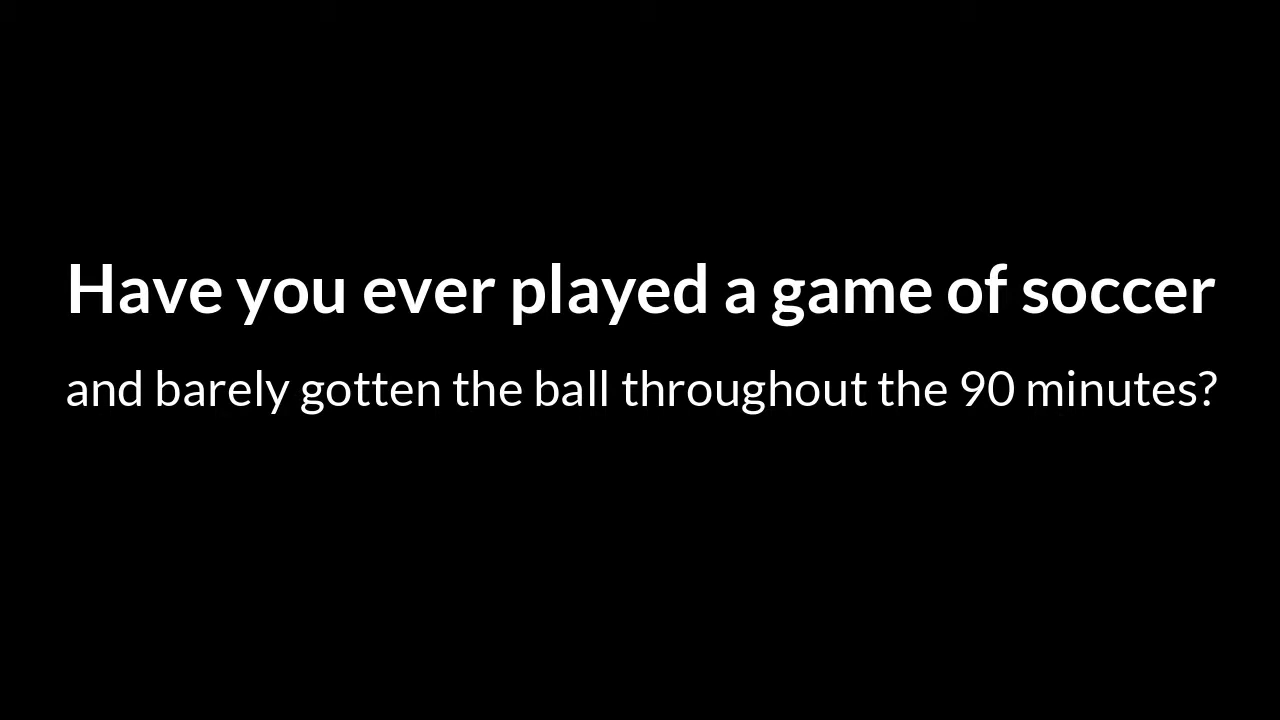 Have you ever played a game of soccer
and barely gotten the ball throughout the 90 minutes?